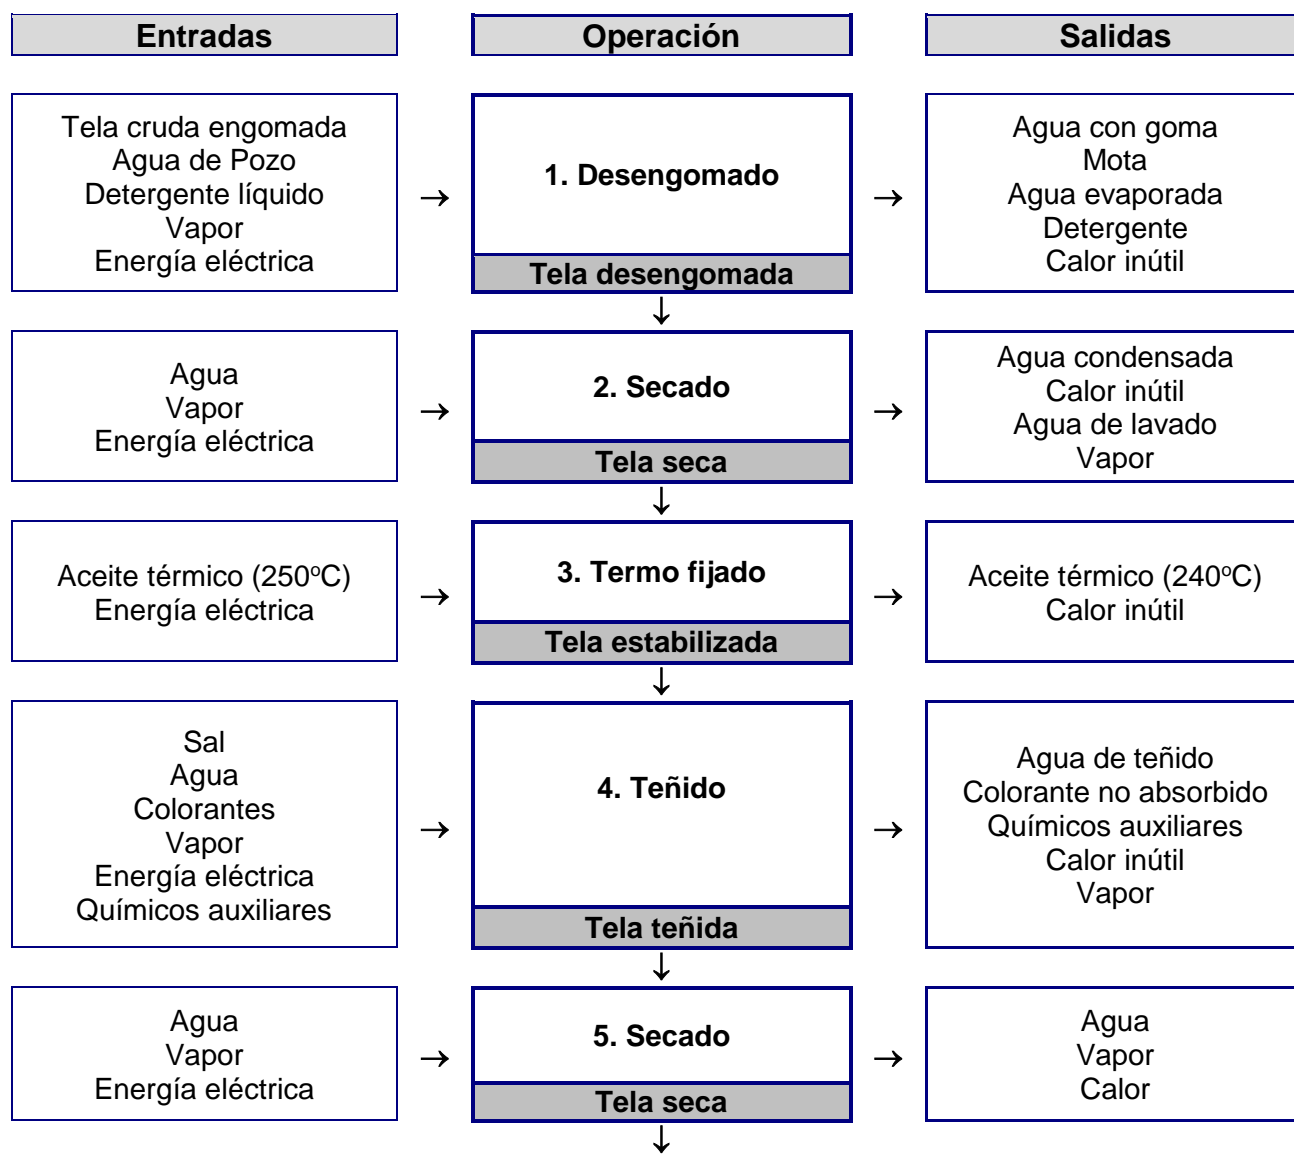 Entradas
Operación
Salidas
Tela cruda engomada
Agua de Pozo
Detergente líquido
Vapor
Energía eléctrica
→
1. Desengomado
Tela desengomada
→
Agua con goma
Mota
Agua evaporada
Detergente
Calor inútil
↓
Agua
Vapor
Energía eléctrica
→
2. Secado
Tela seca
→
Agua condensada
Calor inútil
Agua de lavado
Vapor
↓
Aceite térmico (250°C)
Energía eléctrica
→
3. Termo fijado
Tela estabilizada
→
Aceite térmico (240°C)
Calor inútil
↓
Sal
Agua
Colorantes
Vapor
Energía eléctrica
Químicos auxiliares
→
4. Teñido
Tela teñida
→
Agua de teñido
Colorante no absorbido
Químicos auxiliares
Calor inútil
Vapor
↓
Agua
Vapor
Energía eléctrica
→
5. Secado
Tela seca
→
Agua
Vapor
Calor
↓